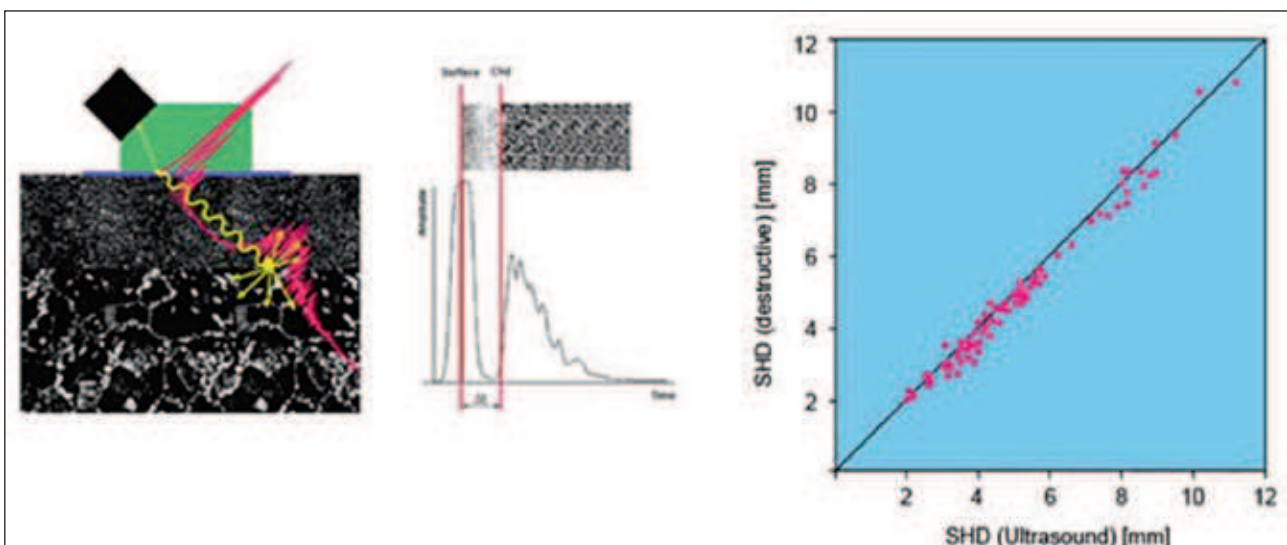 Surface
Chd
Amplitude
Time
Δt
SHD (destructive) [mm]
12
10
8
6
4
2
2
4
6
8
10
12
SHD (Ultrasound) [mm]